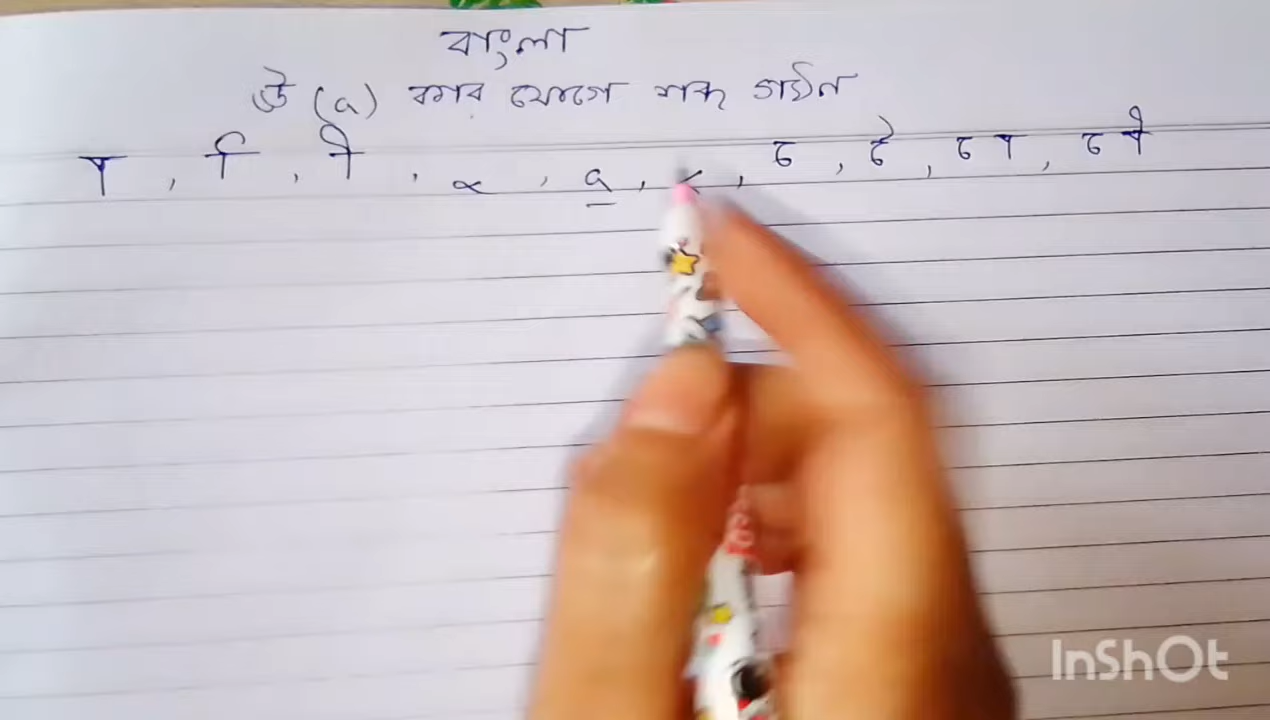 বাংলা
ঊ (ূ) কার যোগে শব্দ গঠন
া , ি , ী , ু , ূ , ৃ , ে , ৈ , ো , ৌ
InShOt